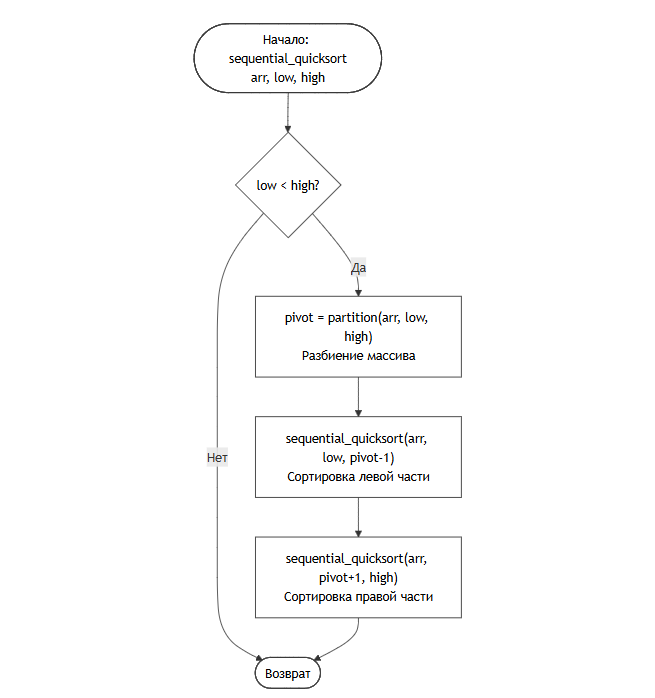 Начало:
sequential_quicksort
arr, low, high
low < high?
Да
pivot = partition(arr, low,
high)
Разбиение массива
sequential_quicksort(arr,
low, pivot-1)
Сортировка левой части
Нет
sequential_quicksort(arr,
pivot+1, high)
Сортировка правой части
Возврат